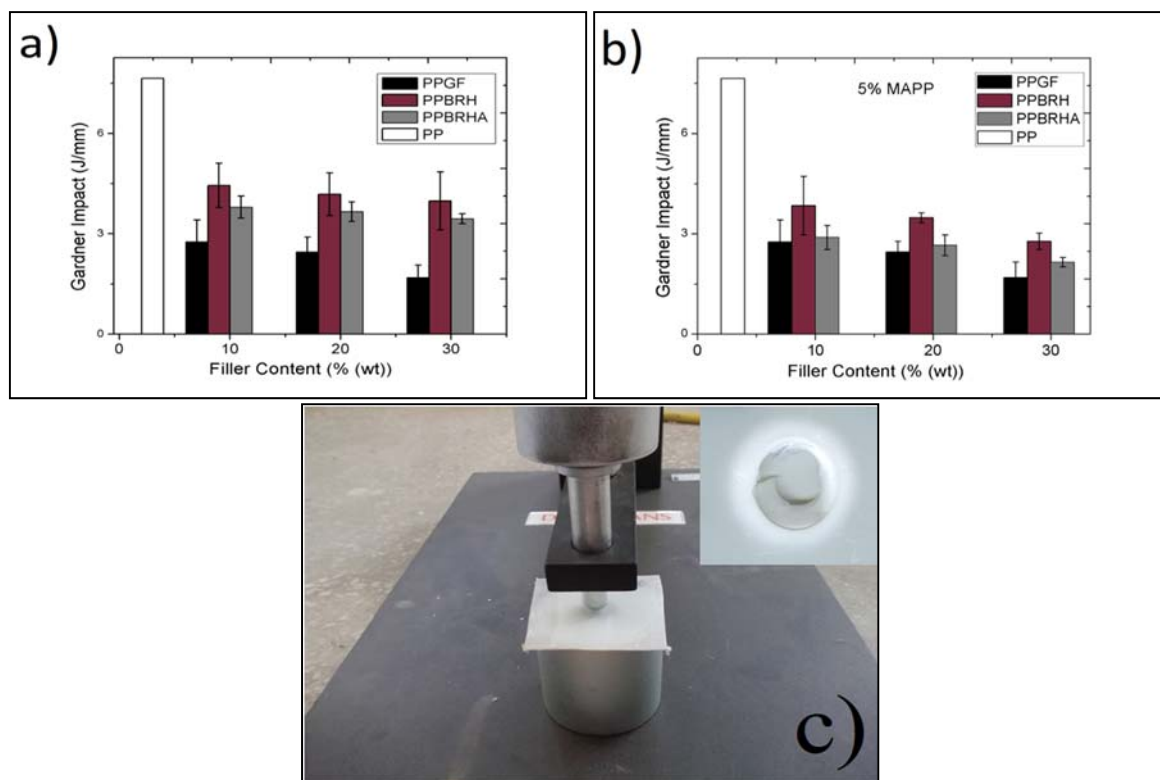 a)
Gardner Impact (J/mm)
6
3
0
PPGF
PPBRH
PPBRHA
PP
0
10
20
30
Filler Content (% (wt))
b)
Gardner Impact (J/mm)
6
3
0
5% MAPP
PPGF
PPBRH
PPBRHA
PP
0
10
20
30
Filler Content (% (wt))
c)